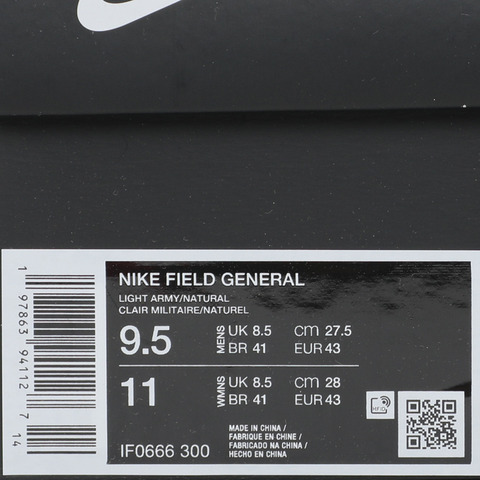 NIKE FIELD GENERAL
LIGHT ARMY/NATURAL
CLAIR MILITAIRE/NATUREL
9.5 MENS UK 8.5 cm 27.5
BR 41 EUR 43
11 WMNS UK 8.5 cm 28
BR 41 EUR 43
IF0666 300
MADE IN CHINA /
FABRIQUE EN CHINE /
FABRICADO NA CHINA /
HECHO EN CHINA
HFID
1 97863 94112 7 14